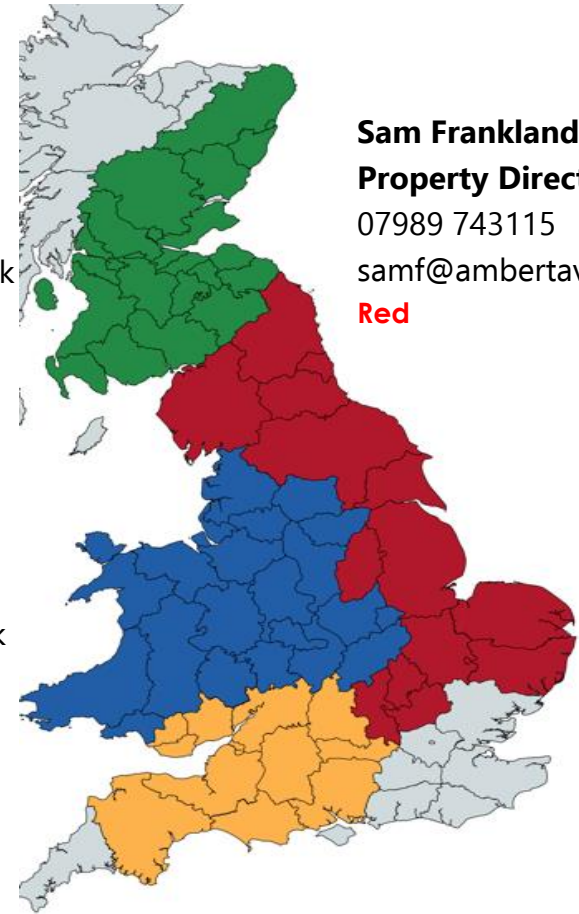 Sam Frankland
Property Direct
07989 743115
samf@ambertav
Red
k
k